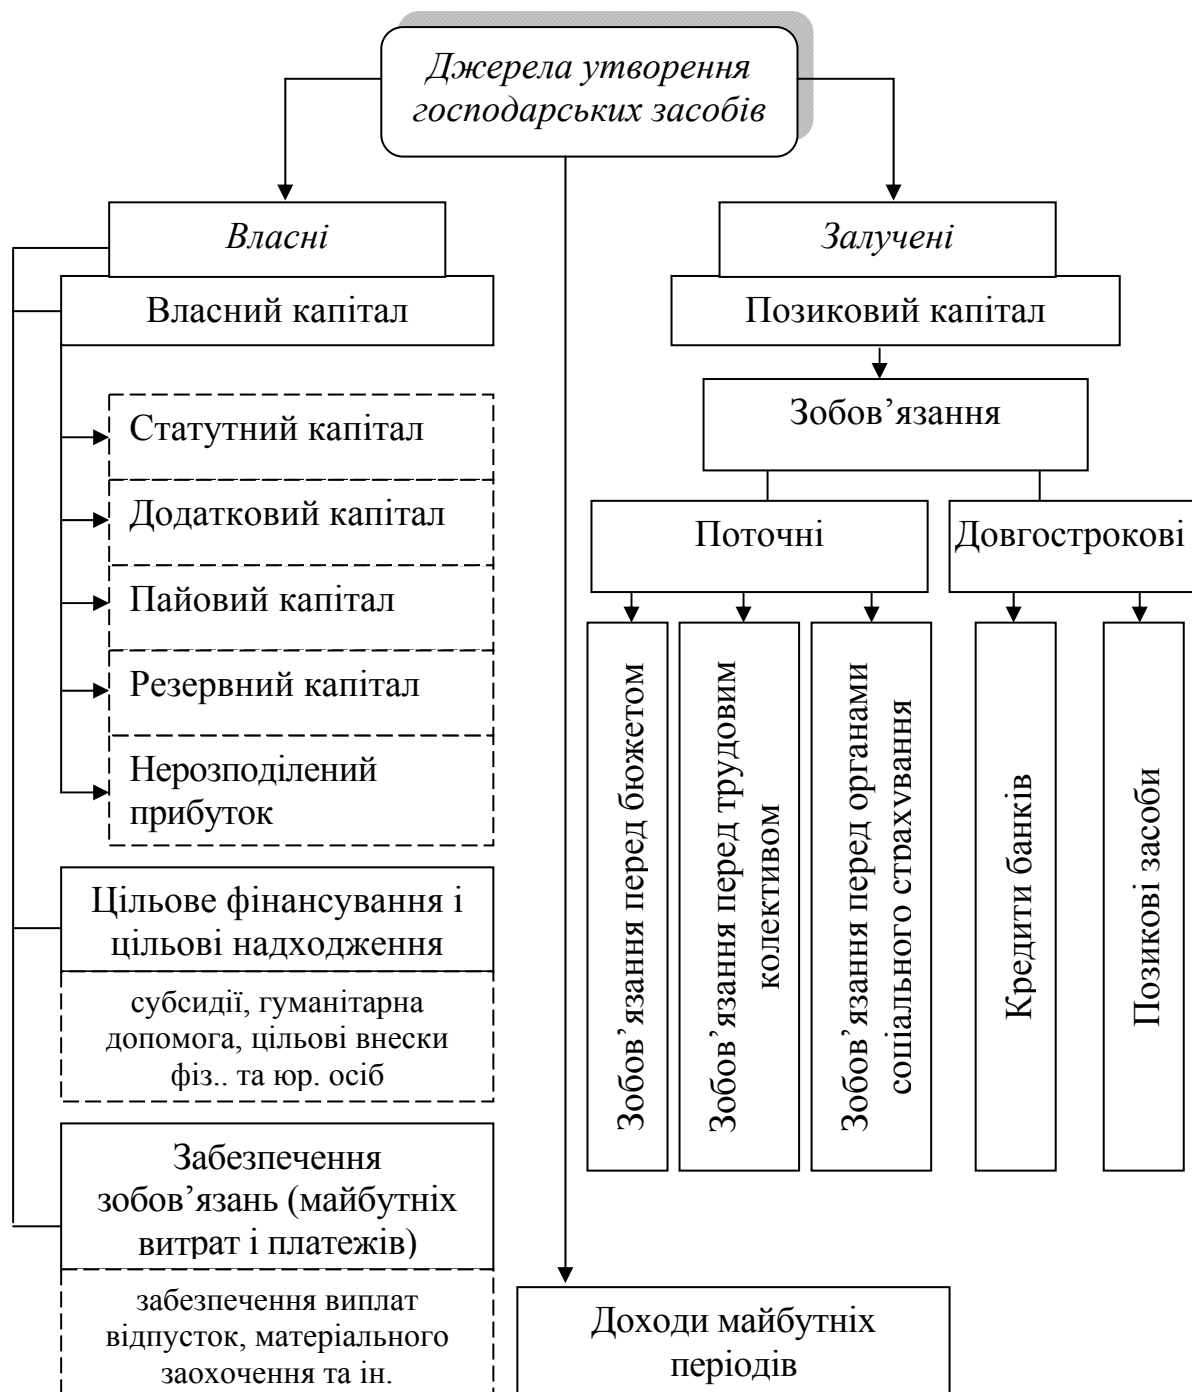 Джерела утворення
господарських засобів
Власні
Залучені
Власний капітал
Позиковий капітал
Зобов’язання
Статутний капітал
Додатковий капітал
Пайовий капітал
Резервний капітал
Нерозподілений
прибуток
Поточні
Довгострокові
Зобов’язання перед бюжетом
Зобов’язання перед трудовим
колективом
Зобов’язання перед органами
соціального страхування
Кредити банків
Позикові засоби
Цільове фінансування і
цільові надходження
субсидії, гуманітарна
допомога, цільові внески
фіз.. та юр. осіб
Забезпечення
зобов’язань (майбутніх
витрат і платежів)
забезпечення виплат
відпусток, матеріального
заохочення та ін.
Доходи майбутніх
періодів